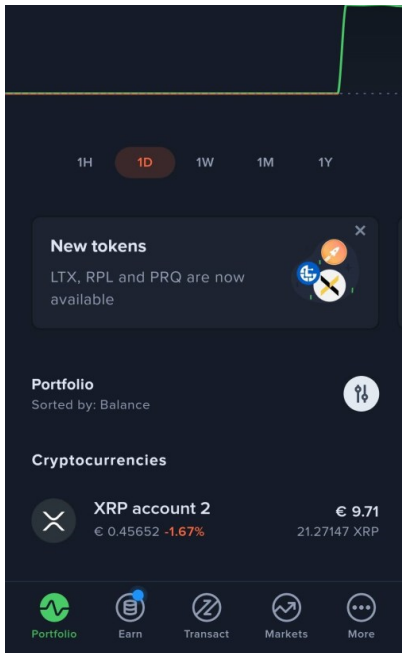 1H 1D 1W 1M 1Y
New tokens
LTX, RPL and PRQ are now
available
Portfolio
Sorted by: Balance
Cryptocurrencies
XRP account 2 € 9.71
€ 0.45652 -1.67% 21.27147 XRP
Portfolio Earn Transact Markets More